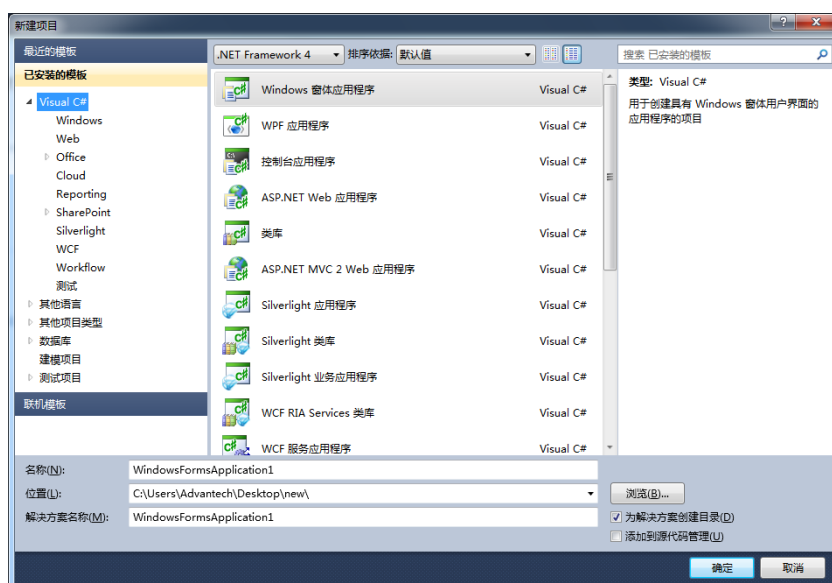 新建项目
最近的模板
已安装的模板
Visual C#
Windows
Web
Office
Cloud
Reporting
SharePoint
Silverlight
WCF
Workflow
测试
其他语言
其他项目类型
数据库
建模项目
测试项目
联机模板
.NET Framework 4 排序依据: 默认值
Windows 窗体应用程序 Visual C#
WPF 应用程序 Visual C#
控制台应用程序 Visual C#
ASP.NET Web 应用程序 Visual C#
类库 Visual C#
ASP.NET MVC 2 Web 应用程序 Visual C#
Silverlight 应用程序 Visual C#
Silverlight 类库 Visual C#
Silverlight 业务应用程序 Visual C#
WCF RIA Services 类库 Visual C#
WCF 服务应用程序 Visual C#
搜索 已安装的模板
类型: Visual C#
用于创建具有 Windows 窗体用户界面的
应用程序的项目
名称(N): WindowsFormsApplication1
位置(L): C:\Users\Advantech\Desktop\new\ 浏览(B)...
解决方案名称(M): WindowsFormsApplication1 为解决方案创建目录(D)
添加到源代码管理(U)
确定 取消